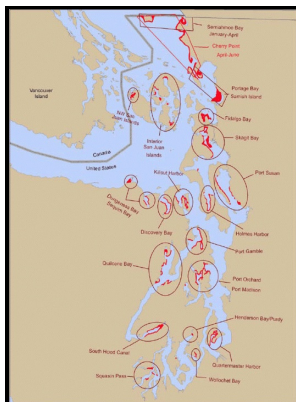 Semiahmoo Bay
January-April
Cherry Point
April-June
Vancouver
Island
Portage Bay
Samish Island
NW San
Juan Islands
Fidalgo Bay
Interior
San Juan
Islands
Skagit Bay
Canada
United States
Port Susan
Kilisut Harbor
Dungeness Bay
Sequim Bay
Discovery Bay
Holmes Harbor
Port Gamble
Quilcene Bay
Port Orchard
Port Madison
Henderson Bay/Purdy
South Hood Canal
Quartermaster Harbor
Squaxin Pass
Wollochet Bay